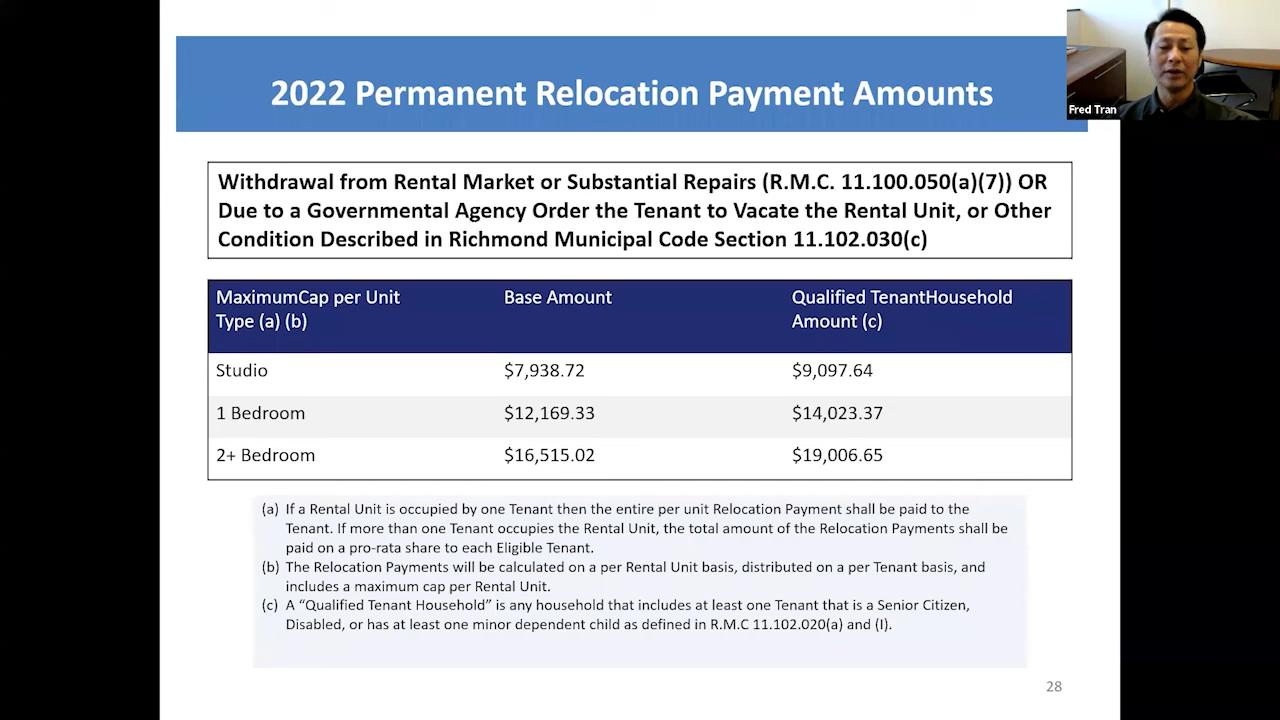 2022 Permanent Relocation Payment Amounts
Fred Tran
Withdrawal from Rental Market or Substantial Repairs (R.M.C. 11.100.050(a)(7)) OR
Due to a Governmental Agency Order the Tenant to Vacate the Rental Unit, or Other
Condition Described in Richmond Municipal Code Section 11.102.030(c)
MaximumCap per Unit
Type (a) (b)
Base Amount
Qualified TenantHousehold
Amount (c)
Studio
$7,938.72
$9,097.64
1 Bedroom
$12,169.33
$14,023.37
2+ Bedroom
$16,515.02
$19,006.65
(a) If a Rental Unit is occupied by one Tenant then the entire per unit Relocation Payment shall be paid to the
Tenant. If more than one Tenant occupies the Rental Unit, the total amount of the Relocation Payments shall be
paid on a pro-rata share to each Eligible Tenant.
(b) The Relocation Payments will be calculated on a per Rental Unit basis, distributed on a per Tenant basis, and
includes a maximum cap per Rental Unit.
(c) A “Qualified Tenant Household” is any household that includes at least one Tenant that is a Senior Citizen,
Disabled, or has at least one minor dependent child as defined in R.M.C 11.102.020(a) and (I).
28